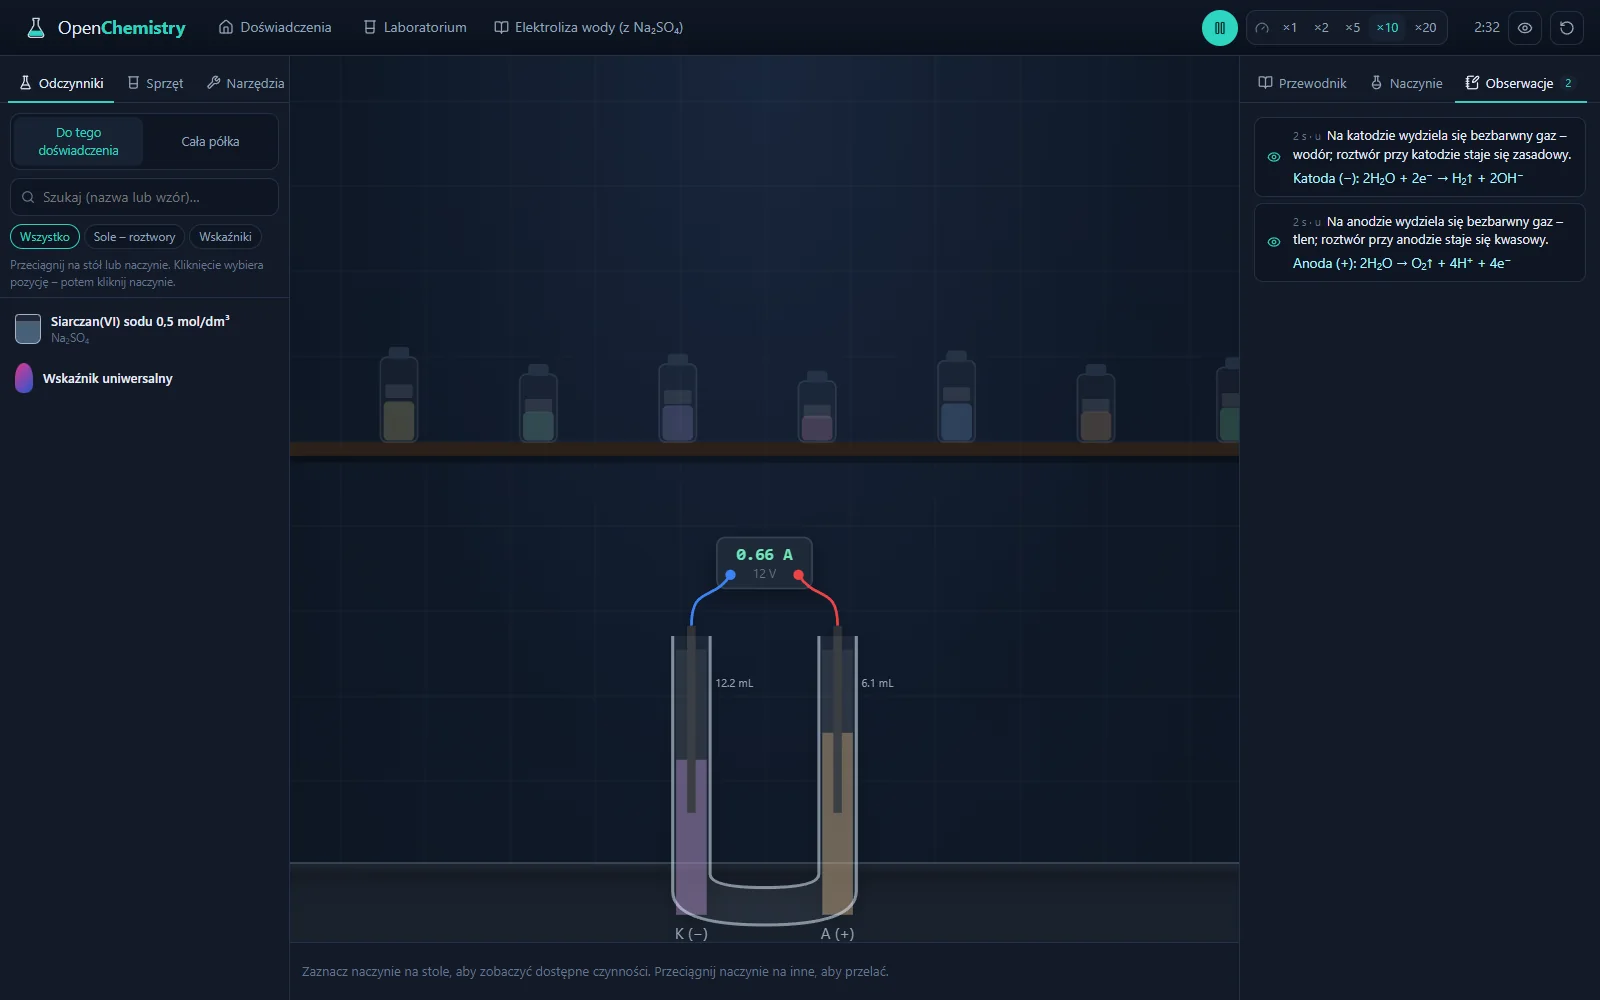 OpenChemistry
Doświadczenia
Laboratorium
Elektroliza wody (z Na₂SO₄)
×1 ×2 ×5 ×10 ×20
2:32
Odczynniki
Sprzęt
Narzędzia
Do tego doświadczenia
Cała półka
Szukaj (nazwa lub wzór)...
Wszystko
Sole – roztwory
Wskaźniki
Przeciągnij na stół lub naczynie. Kliknięcie wybiera
pozycję – potem kliknij naczynie.
Siarczan(VI) sodu 0,5 mol/dm³
Na₂SO₄
Wskaźnik uniwersalny
0.66 A
12 V
12.2 mL
6.1 mL
K (−)
A (+)
Zaznacz naczynie na stole, aby zobaczyć dostępne czynności. Przeciągnij naczynie na inne, aby przelać.
Przewodnik
Naczynie
Obserwacje 2
2 s · u Na katodzie wydziela się bezbarwny gaz –
wodór; roztwór przy katodzie staje się zasadowy.
Katoda (−): 2H₂O + 2e⁻ → H₂↑ + 2OH⁻
2 s · u Na anodzie wydziela się bezbarwny gaz –
tlen; roztwór przy anodzie staje się kwasowy.
Anoda (+): 2H₂O → O₂↑ + 4H⁺ + 4e⁻